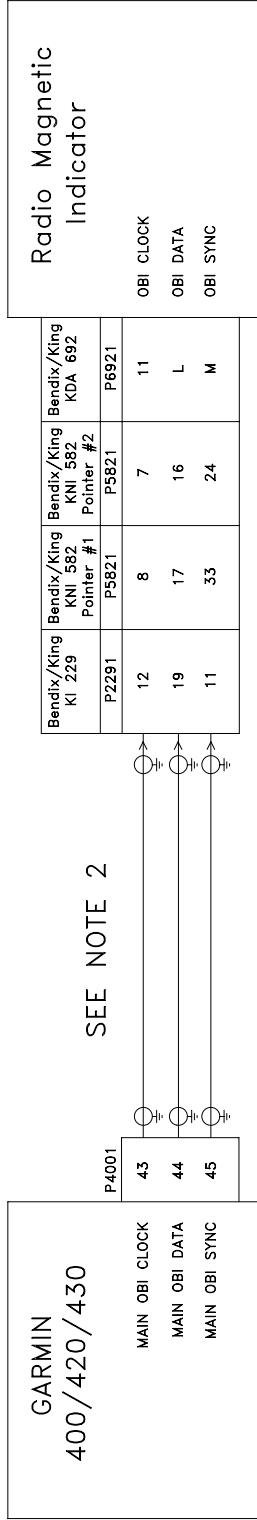 GARMIN
400/420/430
P4001
MAIN OBI CLOCK 43
MAIN OBI DATA 44
MAIN OBI SYNC 45
SEE NOTE 2
Bendix/King
KI 229
P2291
12
19
11
Bendix/King
KNI 582
Pointer #1
P5821
8
17
33
Bendix/King
KNI 582
Pointer #2
P5821
7
16
24
Bendix/King
KDA 692
P6921
11
L
M
Radio Magnetic
Indicator
OBI CLOCK
OBI DATA
OBI SYNC